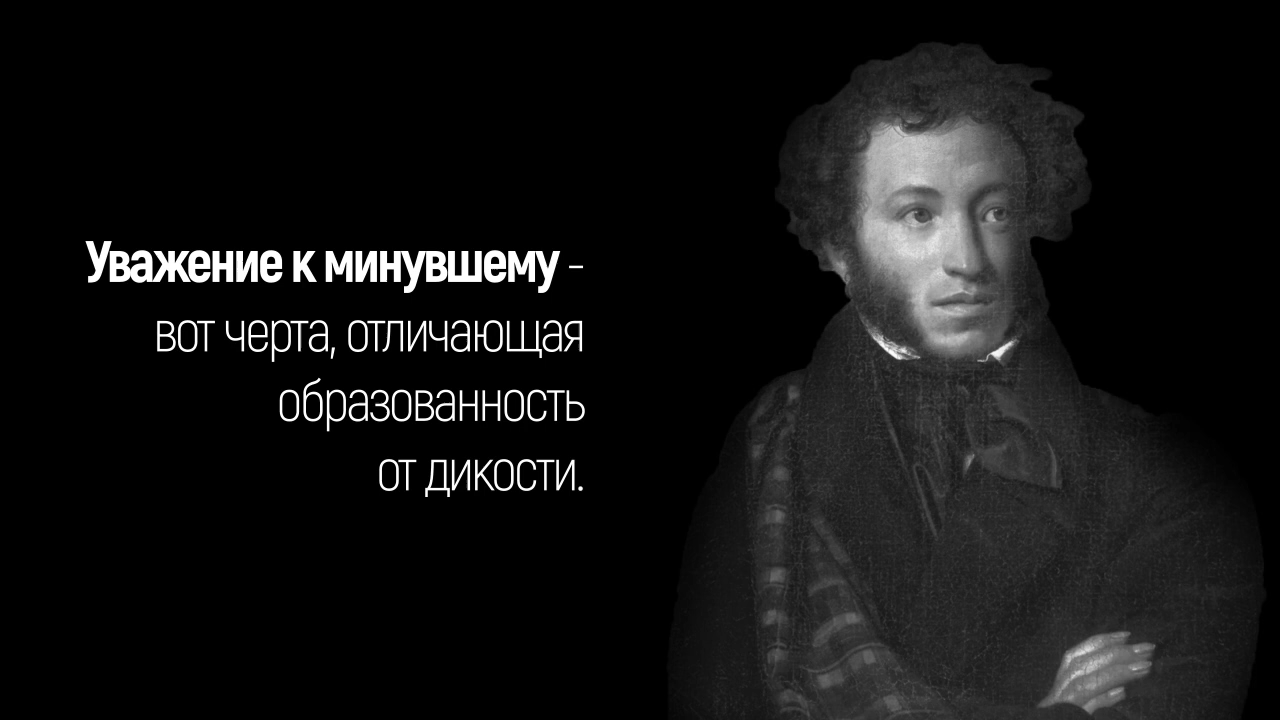 Уважение к минувшему -
вот черта, отличающая
образованность
от дикости.